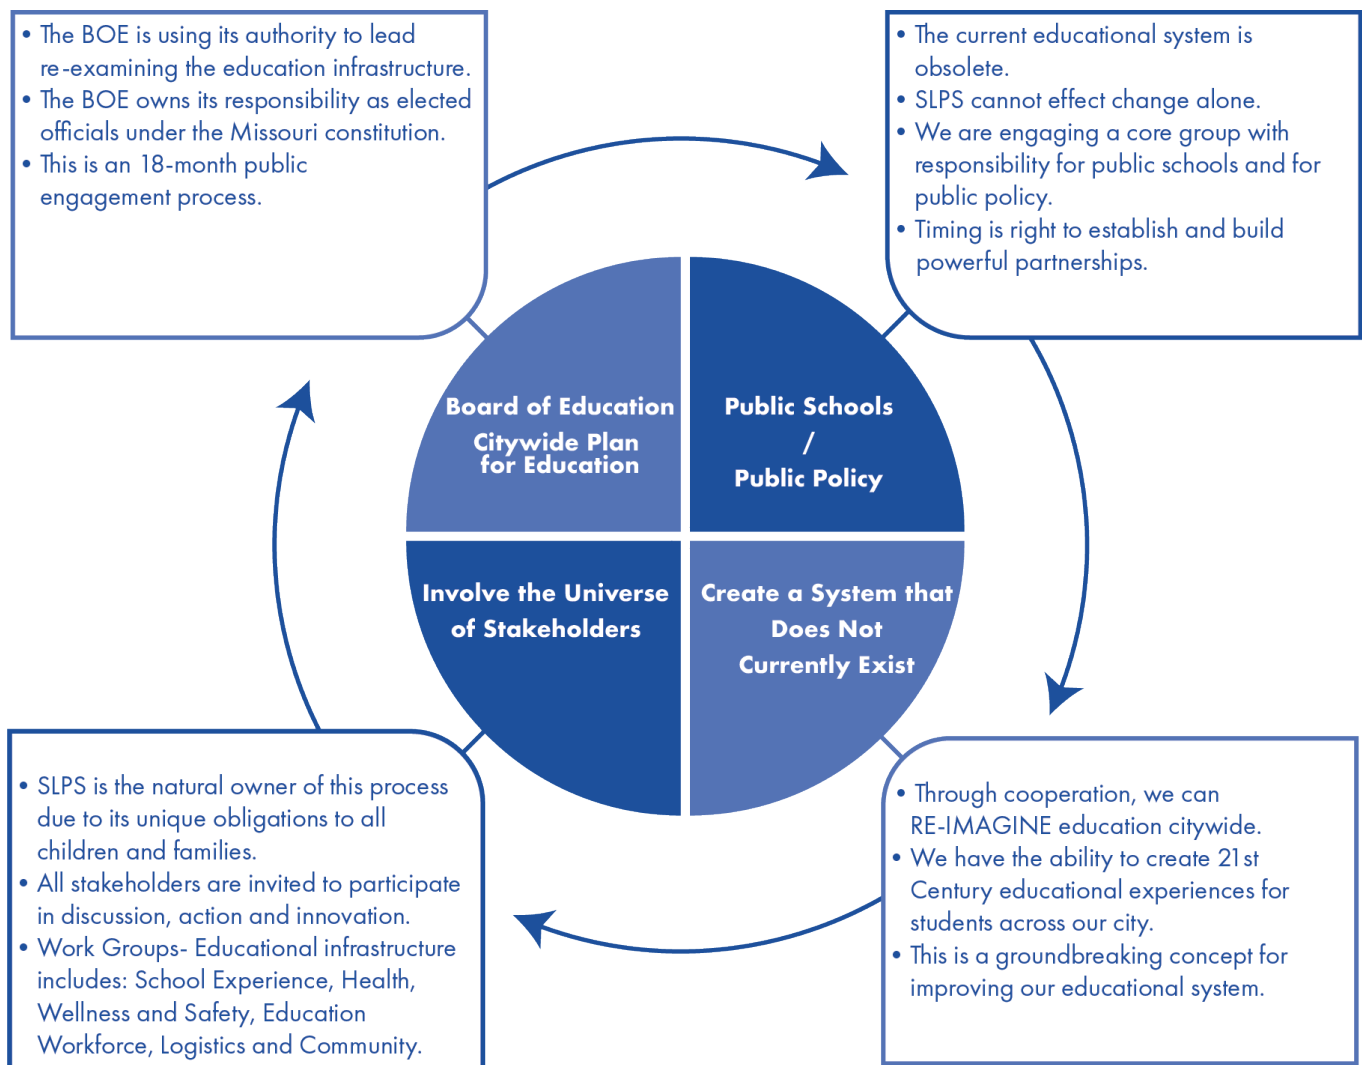 • The BOE is using its authority to lead
re-examining the education infrastructure.
• The BOE owns its responsibility as elected
officials under the Missouri constitution.
• This is an 18-month public
engagement process.
• The current educational system is
obsolete.
• SLPS cannot effect change alone.
• We are engaging a core group with
responsibility for public schools and for
public policy.
• Timing is right to establish and build
powerful partnerships.
Board of Education
Citywide Plan
for Education
Public Schools
/
Public Policy
Involve the Universe
of Stakeholders
Create a System that
Does Not
Currently Exist
• SLPS is the natural owner of this process
due to its unique obligations to all
children and families.
• All stakeholders are invited to participate
in discussion, action and innovation.
• Work Groups- Educational infrastructure
includes: School Experience, Health,
Wellness and Safety, Education
Workforce, Logistics and Community.
• Through cooperation, we can
RE-IMAGINE education citywide.
• We have the ability to create 21st
Century educational experiences for
students across our city.
• This is a groundbreaking concept for
improving our educational system.